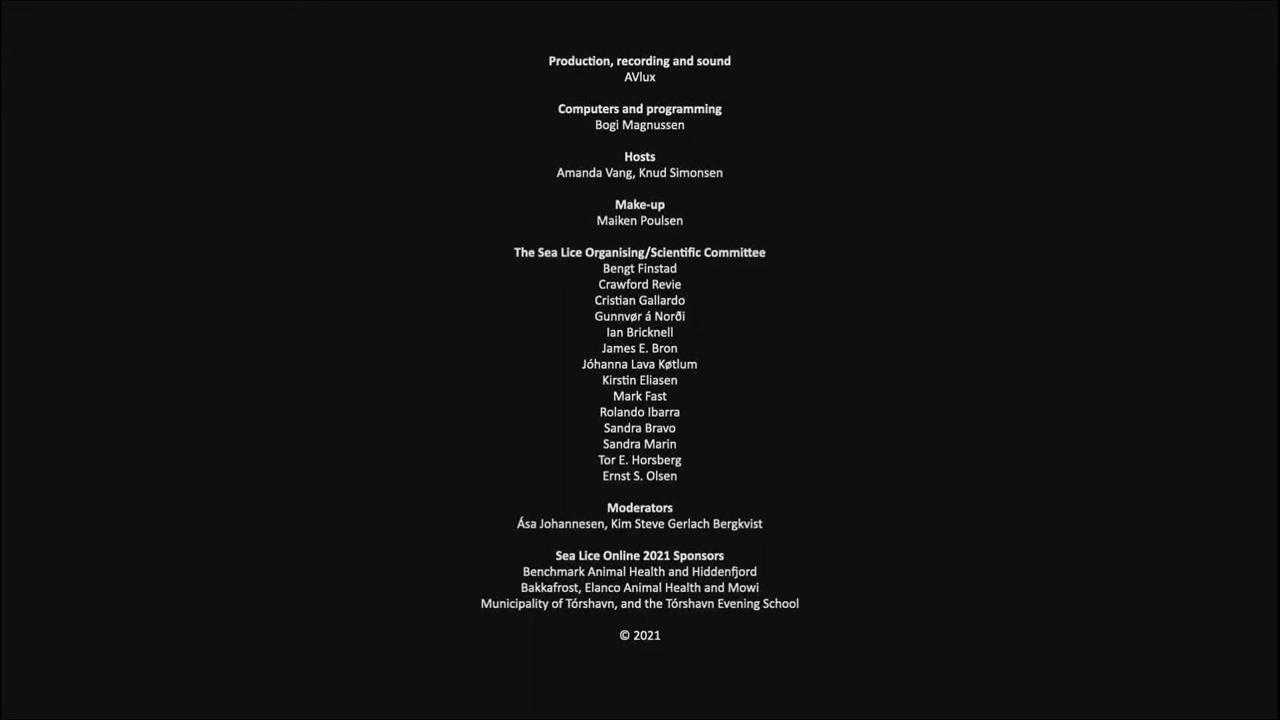 Production, recording and sound
AVlux
Computers and programming
Bogi Magnussen
Hosts
Amanda Vang, Knud Simonsen
Make-up
Maiken Poulsen
The Sea Lice Organising/Scientific Committee
Bengt Finstad
Crawford Revie
Cristian Gallardo
Gunnvør á Norði
Ian Bricknell
James E. Bron
Jóhanna Lava Køtlum
Kirstin Eliasen
Mark Fast
Rolando Ibarra
Sandra Bravo
Sandra Marin
Tor E. Horsberg
Ernst S. Olsen
Moderators
Ása Johannesen, Kim Steve Gerlach Bergkvist
Sea Lice Online 2021 Sponsors
Benchmark Animal Health and Hiddenfjord
Bakkafrost, Elanco Animal Health and Mowi
Municipality of Tórshavn, and the Tórshavn Evening School
© 2021